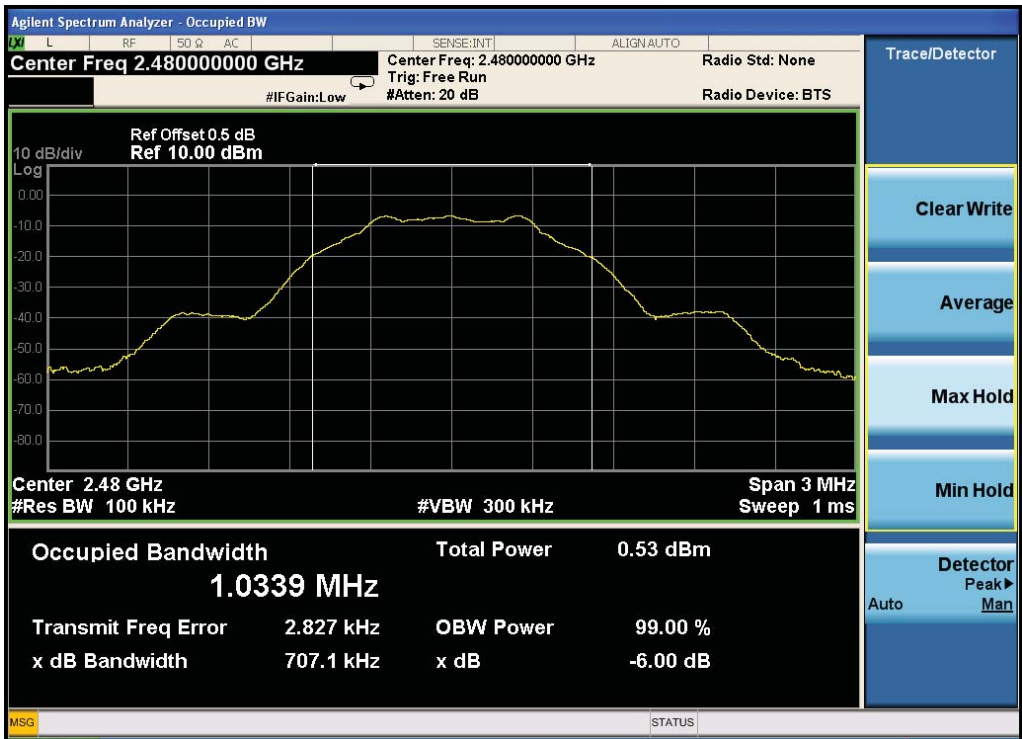 Agilent Spectrum Analyzer - Occupied BW
LXI L RF 50 Ω AC SENSE:INT ALIGN AUTO
Center Freq 2.480000000 GHz
Center Freq: 2.480000000 GHz
Radio Std: None
Trig: Free Run
#IFGain:Low
#Atten: 20 dB
Radio Device: BTS
Ref Offset 0.5 dB
10 dB/div
Ref 10.00 dBm
Log
0.00
-10.0
-20.0
-30.0
-40.0
-50.0
-60.0
-70.0
-80.0
Center 2.48 GHz
Span 3 MHz
#Res BW 100 kHz
#VBW 300 kHz
Sweep 1 ms
Occupied Bandwidth
1.0339 MHz
Total Power 0.53 dBm
Transmit Freq Error 2.827 kHz
OBW Power 99.00 %
x dB Bandwidth 707.1 kHz
x dB -6.00 dB
Trace/Detector
Clear Write
Average
Max Hold
Min Hold
Detector
Peak▶
Auto Man
MSG
STATUS